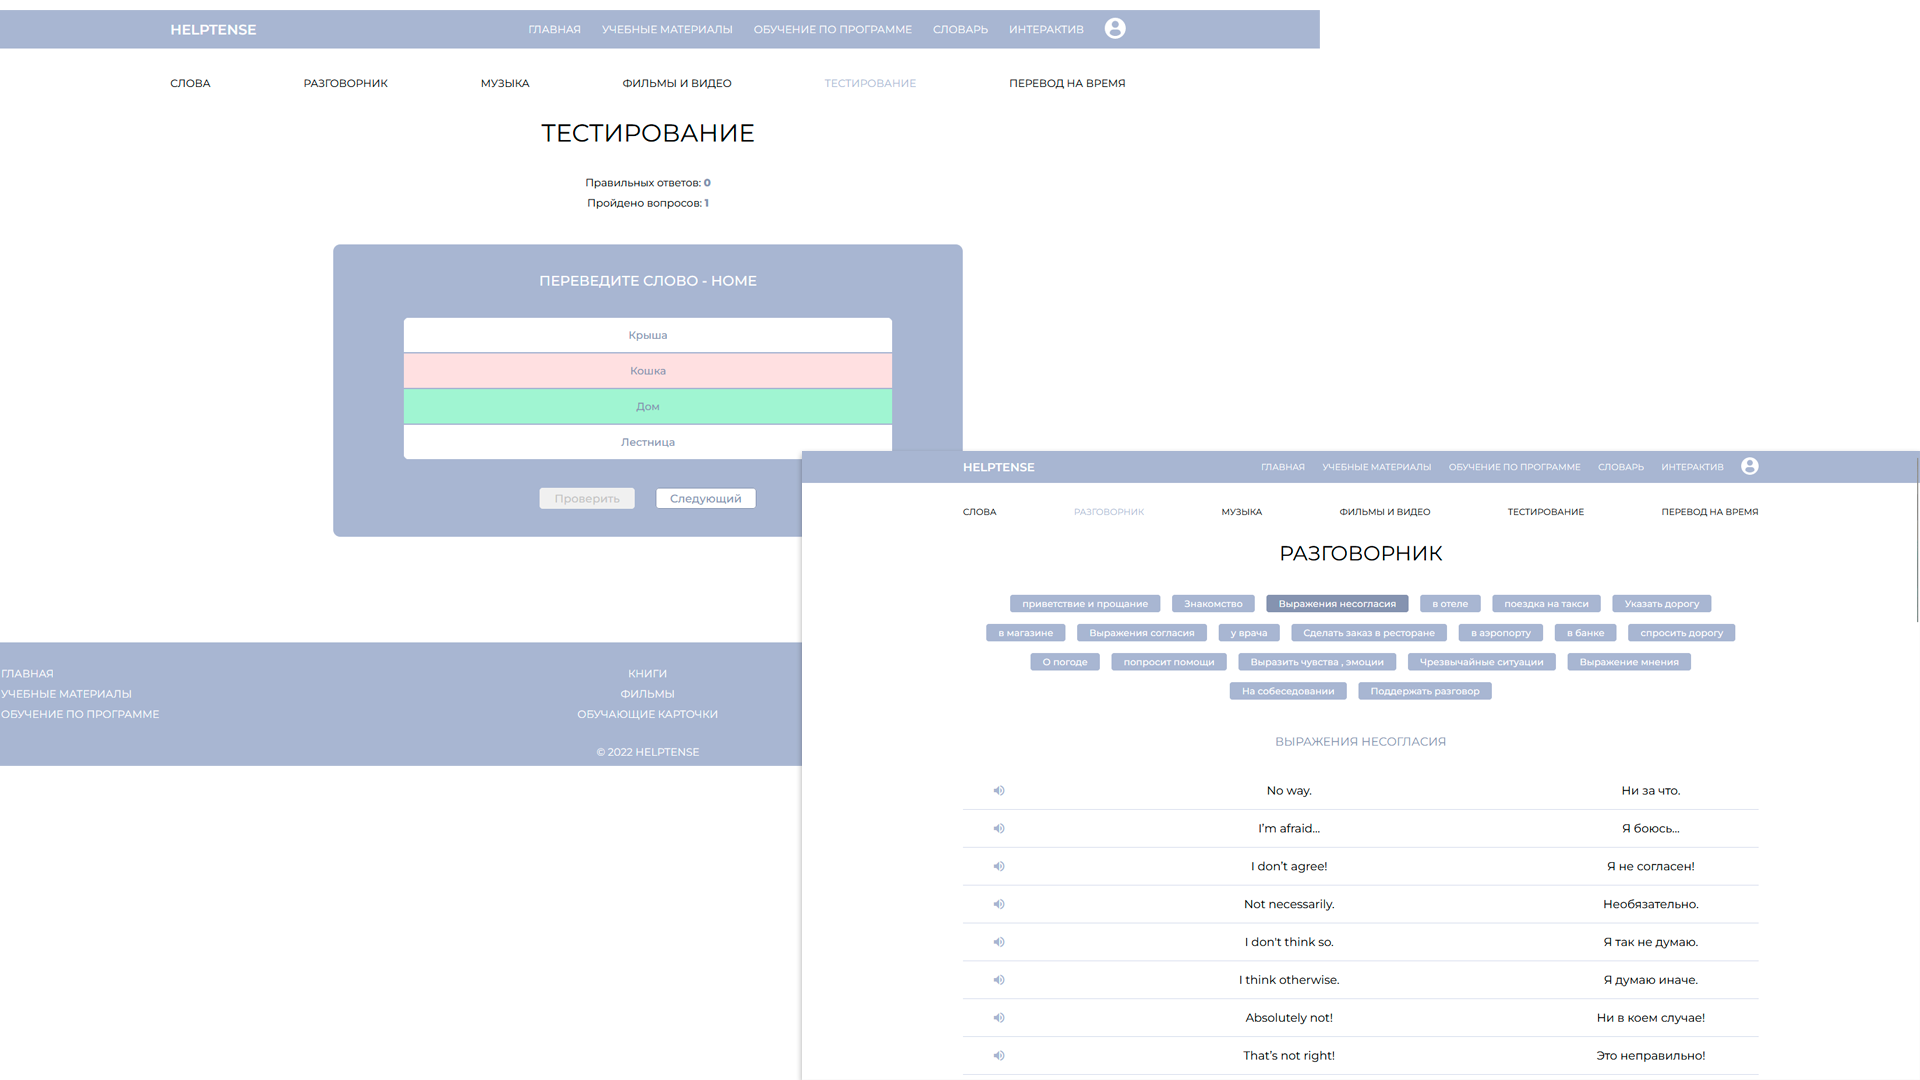 HELPTENSE ГЛАВНАЯ УЧЕБНЫЕ МАТЕРИАЛЫ ОБУЧЕНИЕ ПО ПРОГРАММЕ СЛОВАРЬ ИНТЕРАКТИВ
СЛОВА РАЗГОВОРНИК МУЗЫКА ФИЛЬМЫ И ВИДЕО ТЕСТИРОВАНИЕ ПЕРЕВОД НА ВРЕМЯ
ТЕСТИРОВАНИЕ
Правильных ответов: 0
Пройдено вопросов: 1
ПЕРЕВЕДИТЕ СЛОВО - HOME
Крыша
Кошка
Дом
Лестница
Проверить Следующий
ГЛАВНАЯ КНИГИ
УЧЕБНЫЕ МАТЕРИАЛЫ ФИЛЬМЫ
ОБУЧЕНИЕ ПО ПРОГРАММЕ ОБУЧАЮЩИЕ КАРТОЧКИ
© 2022 HELPTENSE
HELPTENSE ГЛАВНАЯ УЧЕБНЫЕ МАТЕРИАЛЫ ОБУЧЕНИЕ ПО ПРОГРАММЕ СЛОВАРЬ ИНТЕРАКТИВ
СЛОВА РАЗГОВОРНИК МУЗЫКА ФИЛЬМЫ И ВИДЕО ТЕСТИРОВАНИЕ ПЕРЕВОД НА ВРЕМЯ
РАЗГОВОРНИК
приветствие и прощание Знакомство Выражения несогласия в отеле поездка на такси Указать дорогу
в магазине Выражения согласия у врача Сделать заказ в ресторане в аэропорту в банке спросить дорогу
О погоде попросит помощи Выразить чувства , эмоции Чрезвычайные ситуации Выражение мнения
На собеседовании Поддержать разговор
ВЫРАЖЕНИЯ НЕСОГЛАСИЯ
No way. Ни за что.
I’m afraid... Я боюсь...
I don’t agree! Я не согласен!
Not necessarily. Необязательно.
I don't think so. Я так не думаю.
I think otherwise. Я думаю иначе.
Absolutely not! Ни в коем случае!
That’s not right! Это неправильно!